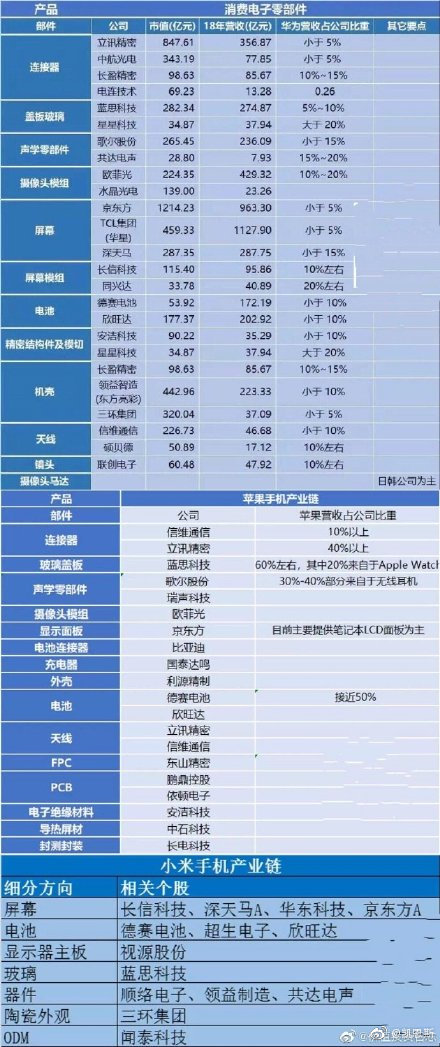 产品 消费电子零部件
部件 公司 市值(亿元) 18年营收(亿元) 华为营收占公司比重 其它要点
连接器 立讯精密 847.61 356.87 小于 5%
中航光电 343.19 77.85 小于 5%
长盈精密 98.63 85.67 10%~15%
电连技术 69.23 13.28 0.26
盖板玻璃 蓝思科技 282.34 274.87 5%~10%
星星科技 34.87 37.94 大于 20%
声学零部件 歌尔股份 265.45 236.09 小于 15%
共达电声 28.80 7.93 15%~20%
摄像头模组 欧菲光 224.35 429.32 10%~20%
水晶光电 139.00 23.26
屏幕 京东方 1214.23 963.30 小于 5%
TCL集团(华星) 459.33 1127.90 小于 5%
深天马 287.35 287.75 小于 15%
屏幕模组 长信科技 115.40 95.86 10%左右
同兴达 33.78 40.89 20%左右
电池 德赛电池 53.92 172.19 小于 10%
欣旺达 177.37 202.92 小于 10%
精密结构件及模切 安洁科技 90.22 35.29 小于 10%
星星科技 34.87 37.94 大于 20%
机壳 长盈精密 98.63 85.67 10%~15%
领益智造(东方亮彩) 442.96 223.33 小于 10%
三环集团 320.04 37.09 小于 5%
天线 信维通信 226.73 46.68 小于 10%
硕贝德 50.89 17.12 10%左右
镜头 联创电子 60.48 47.92 10%左右
摄像头马达 日韩公司为主
产品 苹果手机产业链
部件 公司 苹果营收占公司比重
连接器 信维通信 10%以上
立讯精密 40%以上
玻璃盖板 蓝思科技 60%左右，其中20%来自于Apple Watch
声学零部件 歌尔股份 30%-40%部分来自于无线耳机
瑞声科技
摄像头模组 欧菲光
显示面板 京东方 目前主要提供笔记本LCD面板为主
电池连接器 比亚迪
充电器 国泰达鸣
外壳 利源精制
电池 德赛电池 接近50%
欣旺达
天线 立讯精密
信维通信
FPC 东山精密
PCB 鹏鼎控股
依顿电子
电子绝缘材料 安洁科技
导热屏材 中石科技
封测封装 长电科技
小米手机产业链
细分方向 相关个股
屏幕 长信科技、深天马A、华东科技、京东方A
电池 德赛电池、超生电子、欣旺达
显示器主板 视源股份
玻璃 蓝思科技
器件 顺络电子、领益制造、共达电声
陶瓷外观 三环集团
ODM 闻泰科技